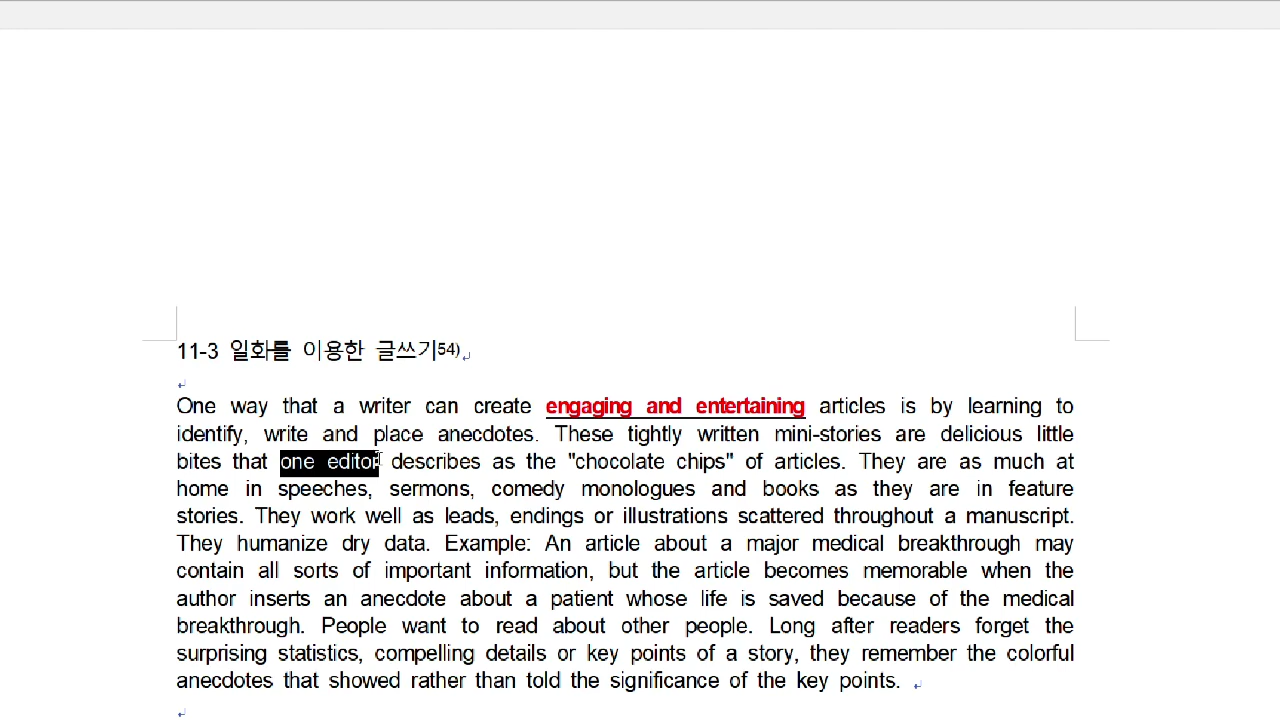 11-3 일화를 이용한 글쓰기54)
One way that a writer can create engaging and entertaining articles is by learning to
identify, write and place anecdotes. These tightly written mini-stories are delicious little
bites that one editor describes as the "chocolate chips" of articles. They are as much at
home in speeches, sermons, comedy monologues and books as they are in feature
stories. They work well as leads, endings or illustrations scattered throughout a manuscript.
They humanize dry data. Example: An article about a major medical breakthrough may
contain all sorts of important information, but the article becomes memorable when the
author inserts an anecdote about a patient whose life is saved because of the medical
breakthrough. People want to read about other people. Long after readers forget the
surprising statistics, compelling details or key points of a story, they remember the colorful
anecdotes that showed rather than told the significance of the key points.